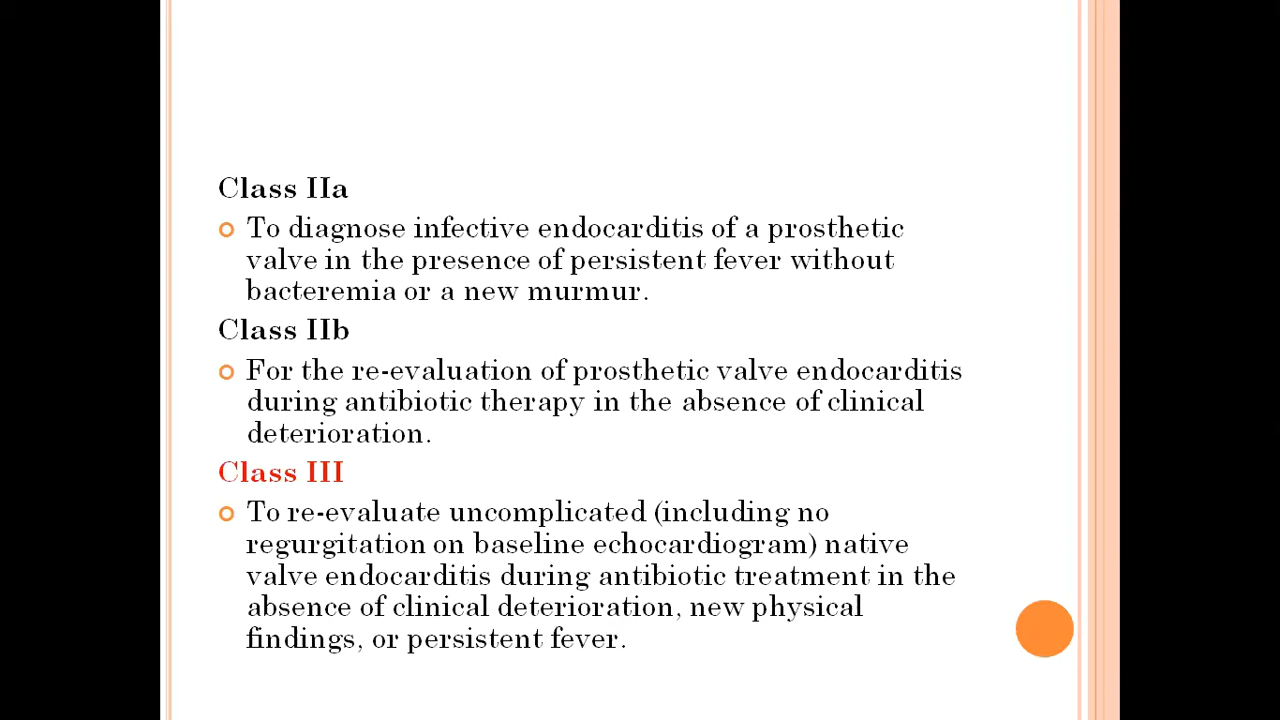 Class IIa
To diagnose infective endocarditis of a prosthetic
valve in the presence of persistent fever without
bacteremia or a new murmur.
Class IIb
For the re-evaluation of prosthetic valve endocarditis
during antibiotic therapy in the absence of clinical
deterioration.
Class III
To re-evaluate uncomplicated (including no
regurgitation on baseline echocardiogram) native
valve endocarditis during antibiotic treatment in the
absence of clinical deterioration, new physical
findings, or persistent fever.